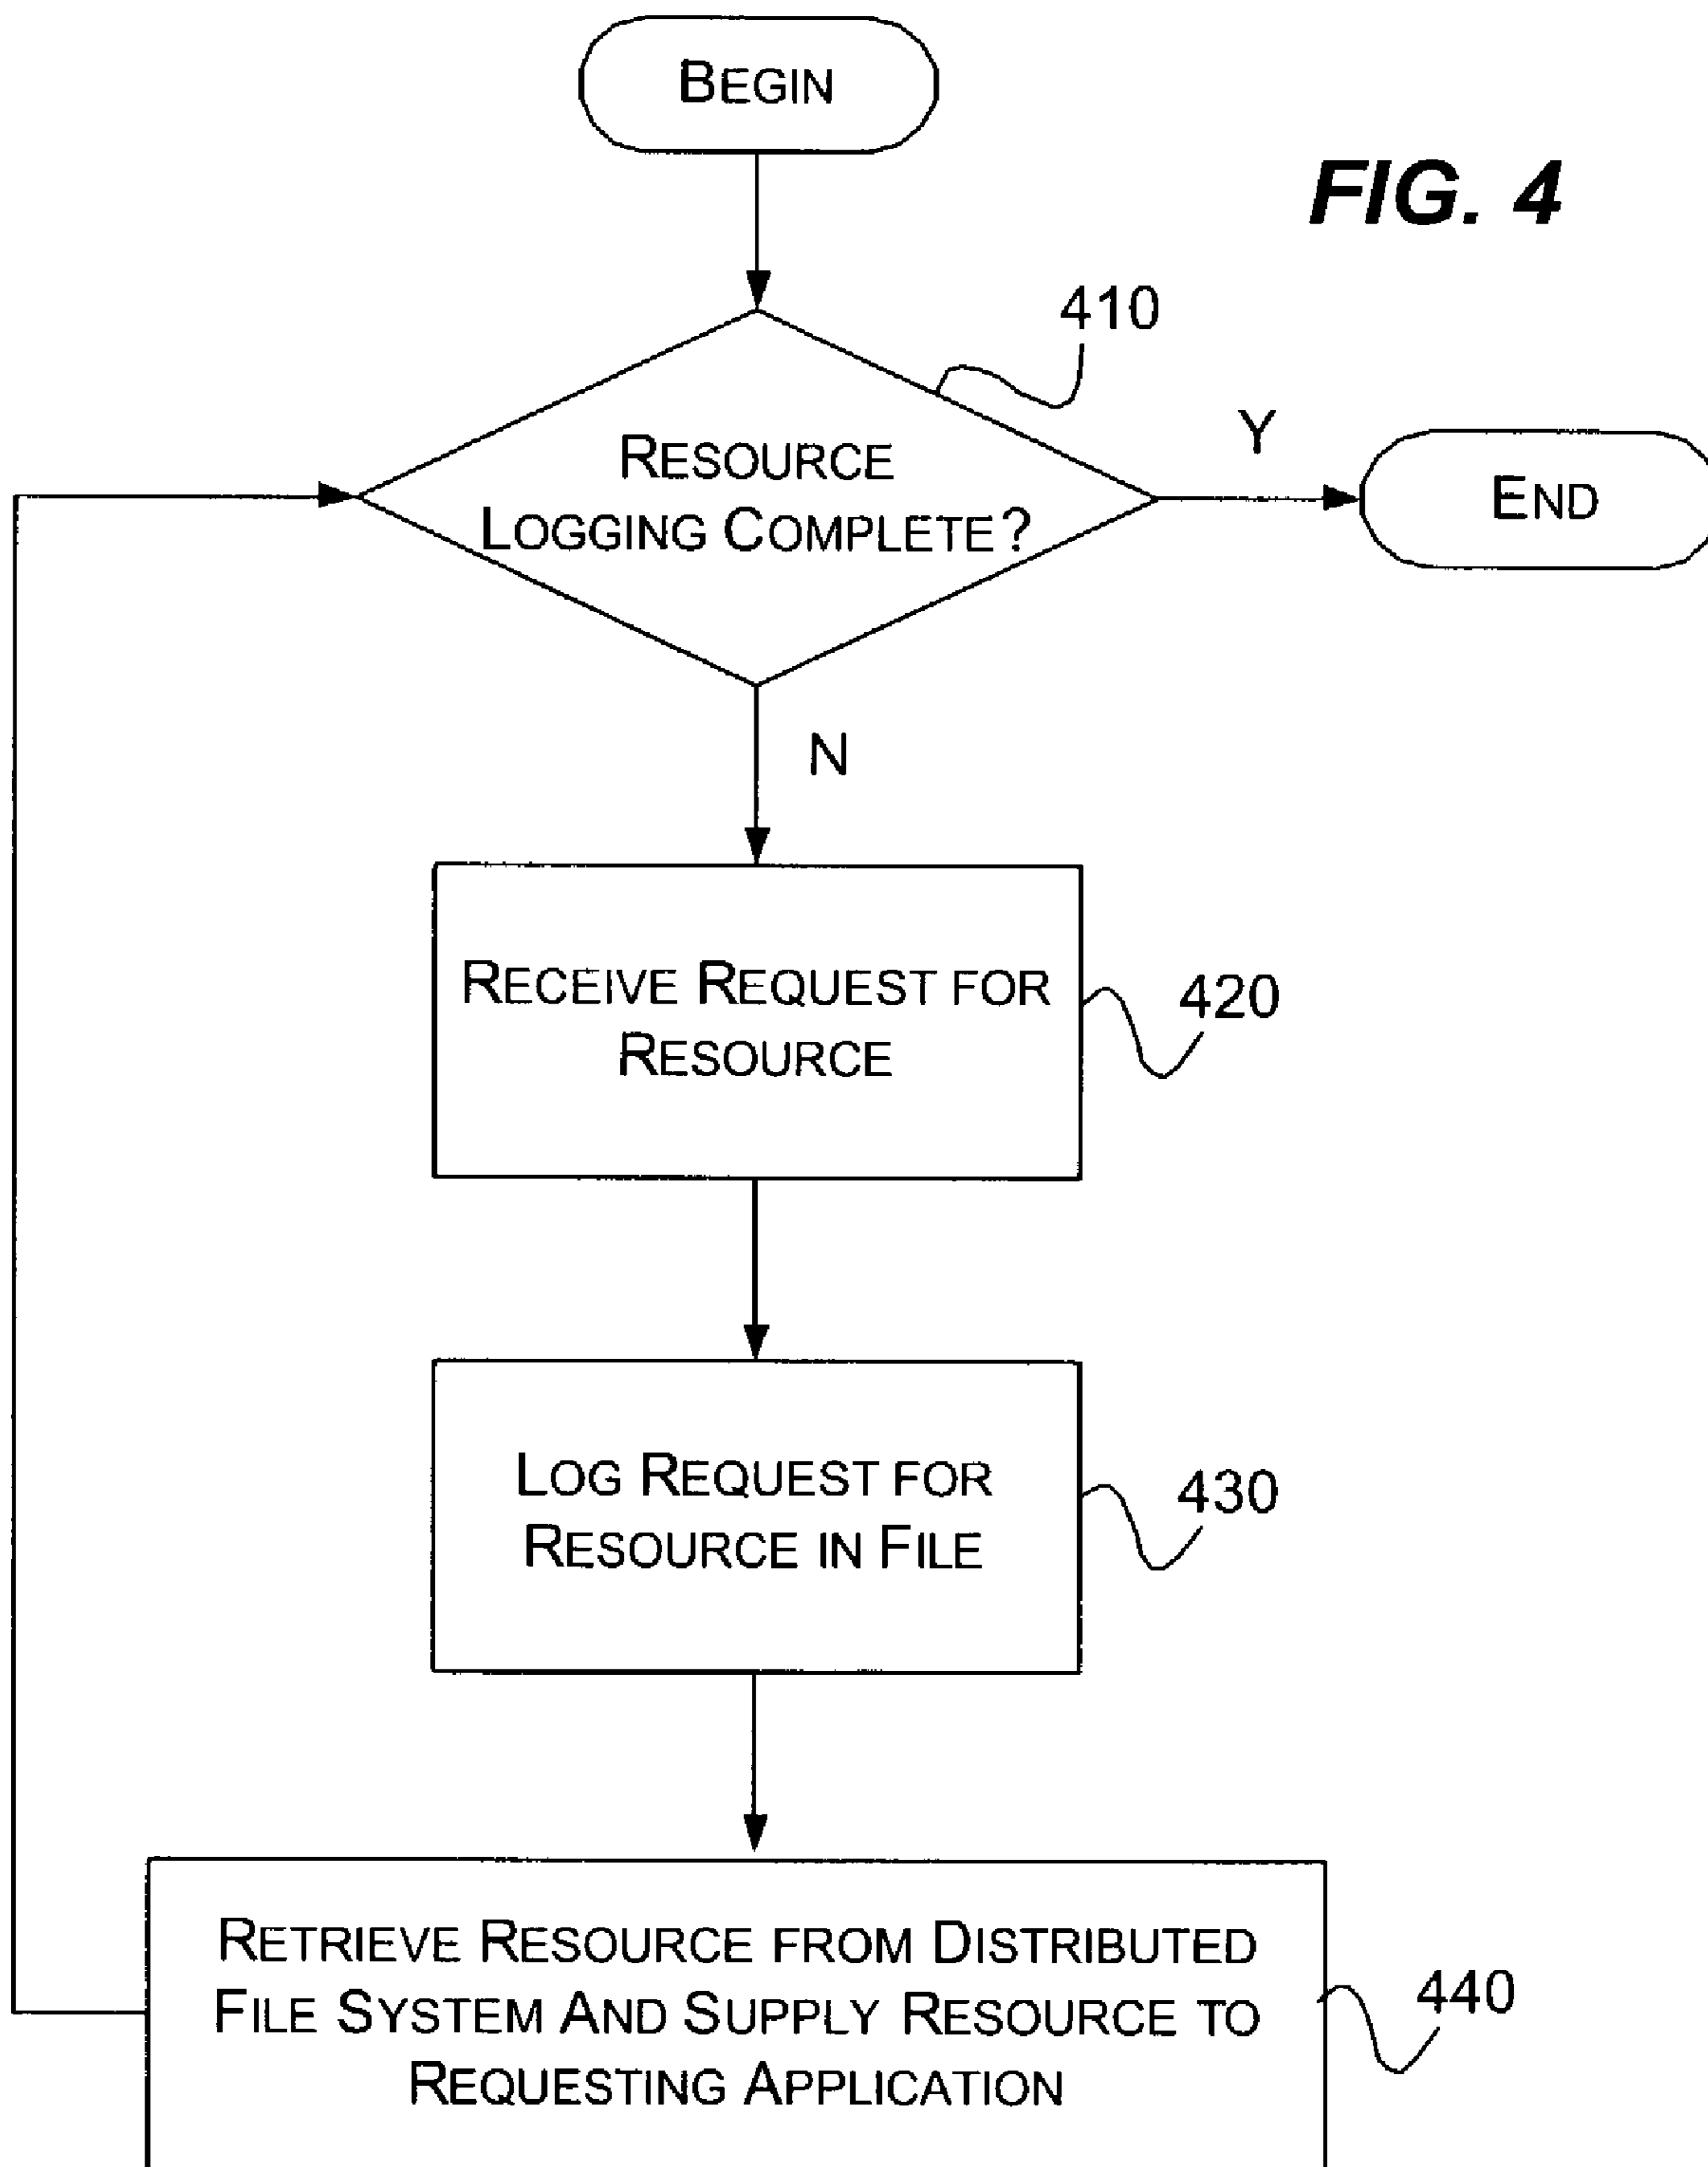 BEGIN
FIG. 4
410
RESOURCE
LOGGING COMPLETE?
Y
END
N
RECEIVE REQUEST FOR
RESOURCE
420
LOG REQUEST FOR
RESOURCE IN FILE
430
RETRIEVE RESOURCE FROM DISTRIBUTED
FILE SYSTEM AND SUPPLY RESOURCE TO
REQUESTING APPLICATION
440